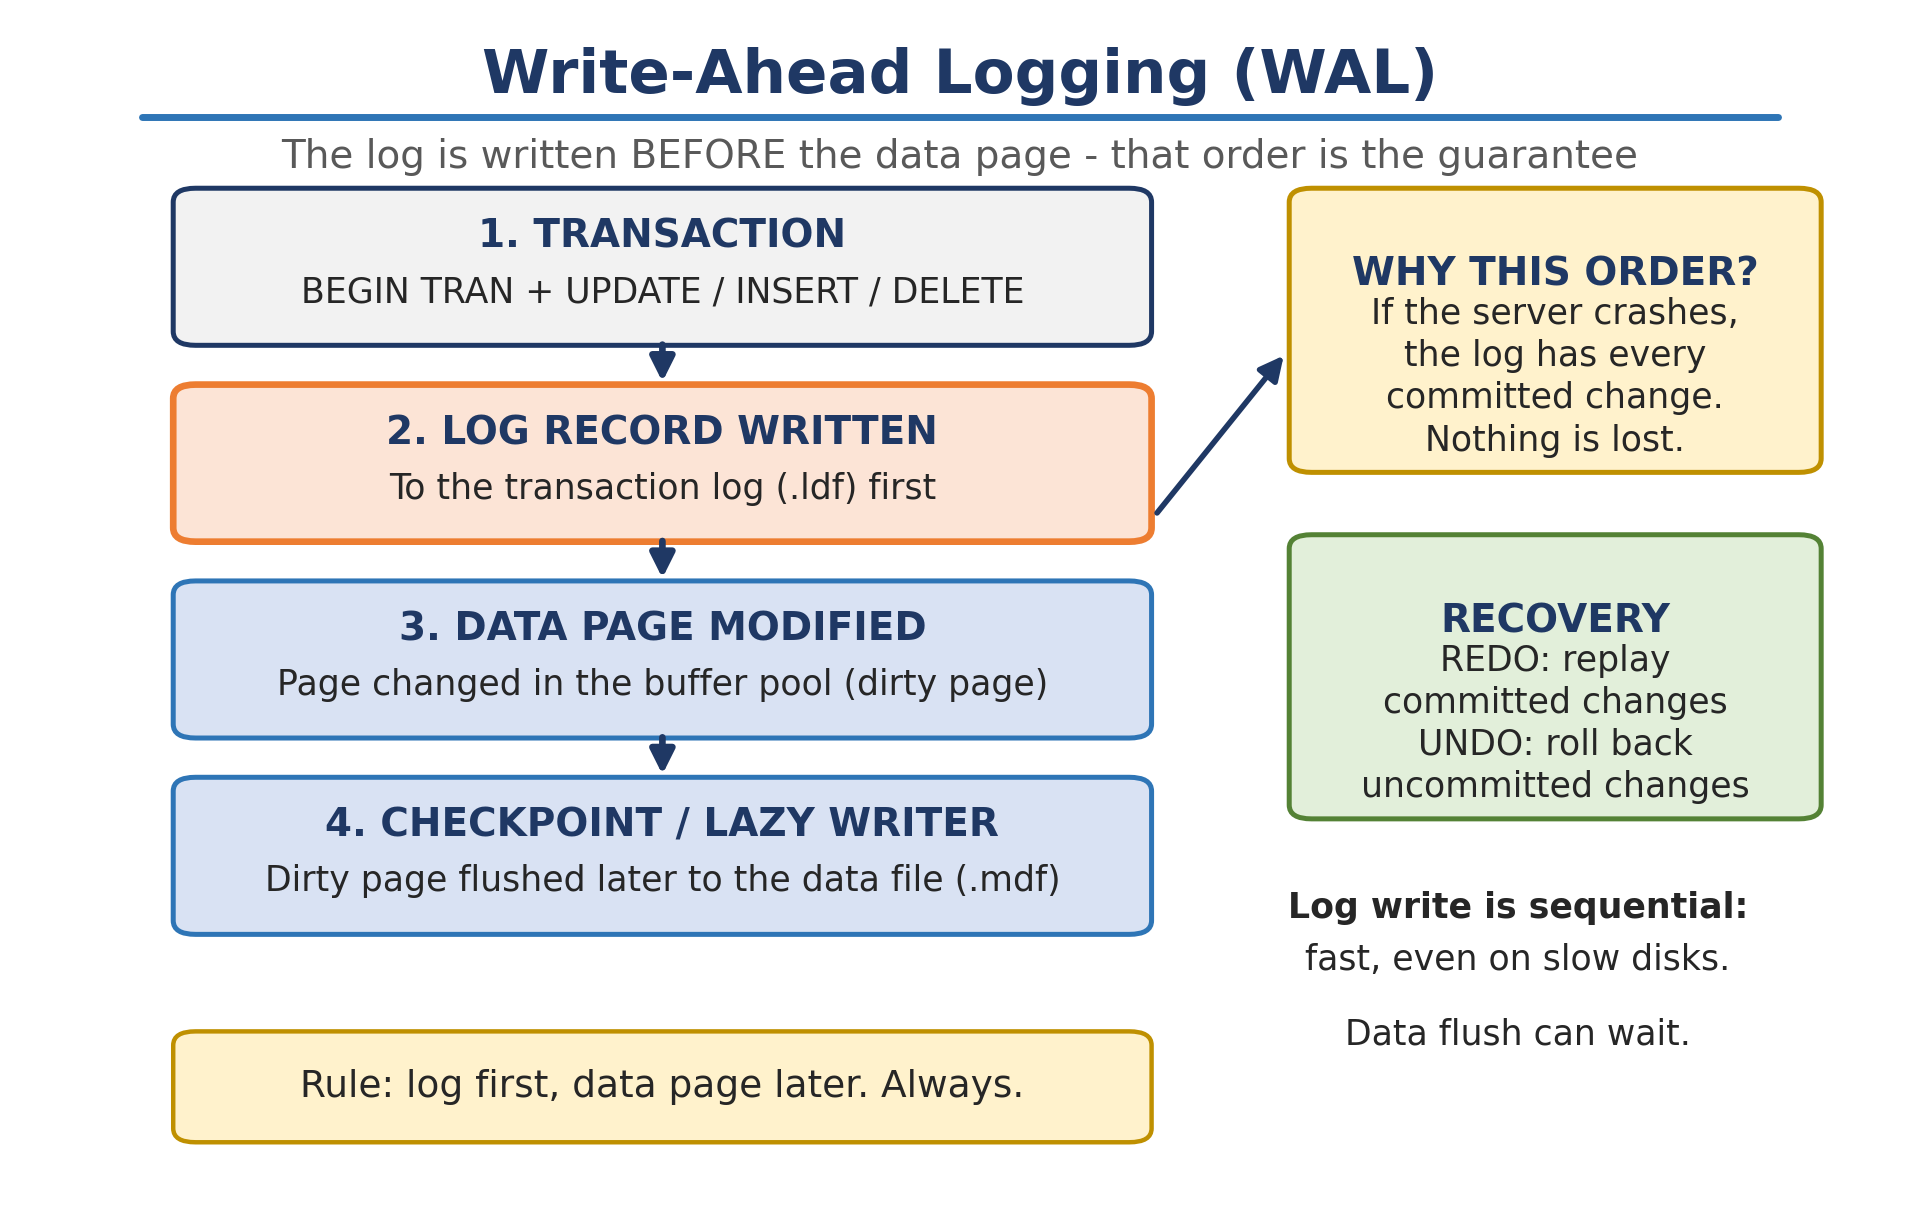 Write-Ahead Logging (WAL)
The log is written BEFORE the data page - that order is the guarantee
1. TRANSACTION
BEGIN TRAN + UPDATE / INSERT / DELETE
2. LOG RECORD WRITTEN
To the transaction log (.ldf) first
3. DATA PAGE MODIFIED
Page changed in the buffer pool (dirty page)
4. CHECKPOINT / LAZY WRITER
Dirty page flushed later to the data file (.mdf)
Rule: log first, data page later. Always.
WHY THIS ORDER?
If the server crashes,
the log has every
committed change.
Nothing is lost.
RECOVERY
REDO: replay
committed changes
UNDO: roll back
uncommitted changes
Log write is sequential:
fast, even on slow disks.
Data flush can wait.